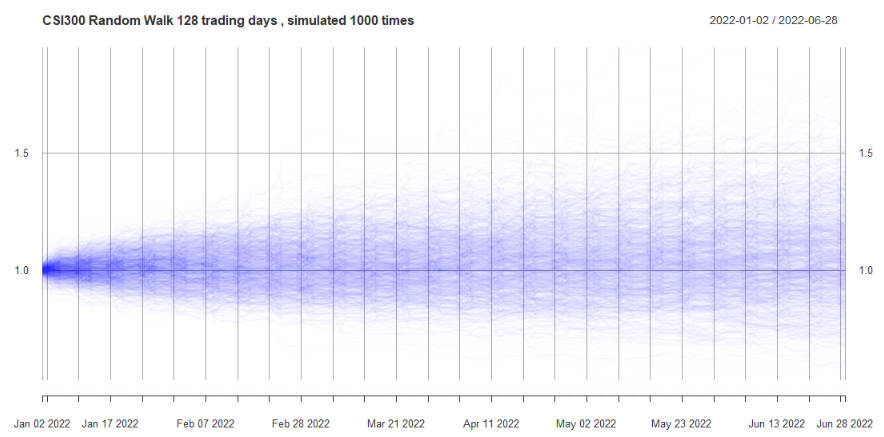 CSI300 Random Walk 128 trading days , simulated 1000 times
2022-01-02 / 2022-06-28
1.5
1.5
1.0
1.0
Jan 02 2022 Jan 17 2022 Feb 07 2022 Feb 28 2022 Mar 21 2022 Apr 11 2022 May 02 2022 May 23 2022 Jun 13 2022 Jun 28 2022